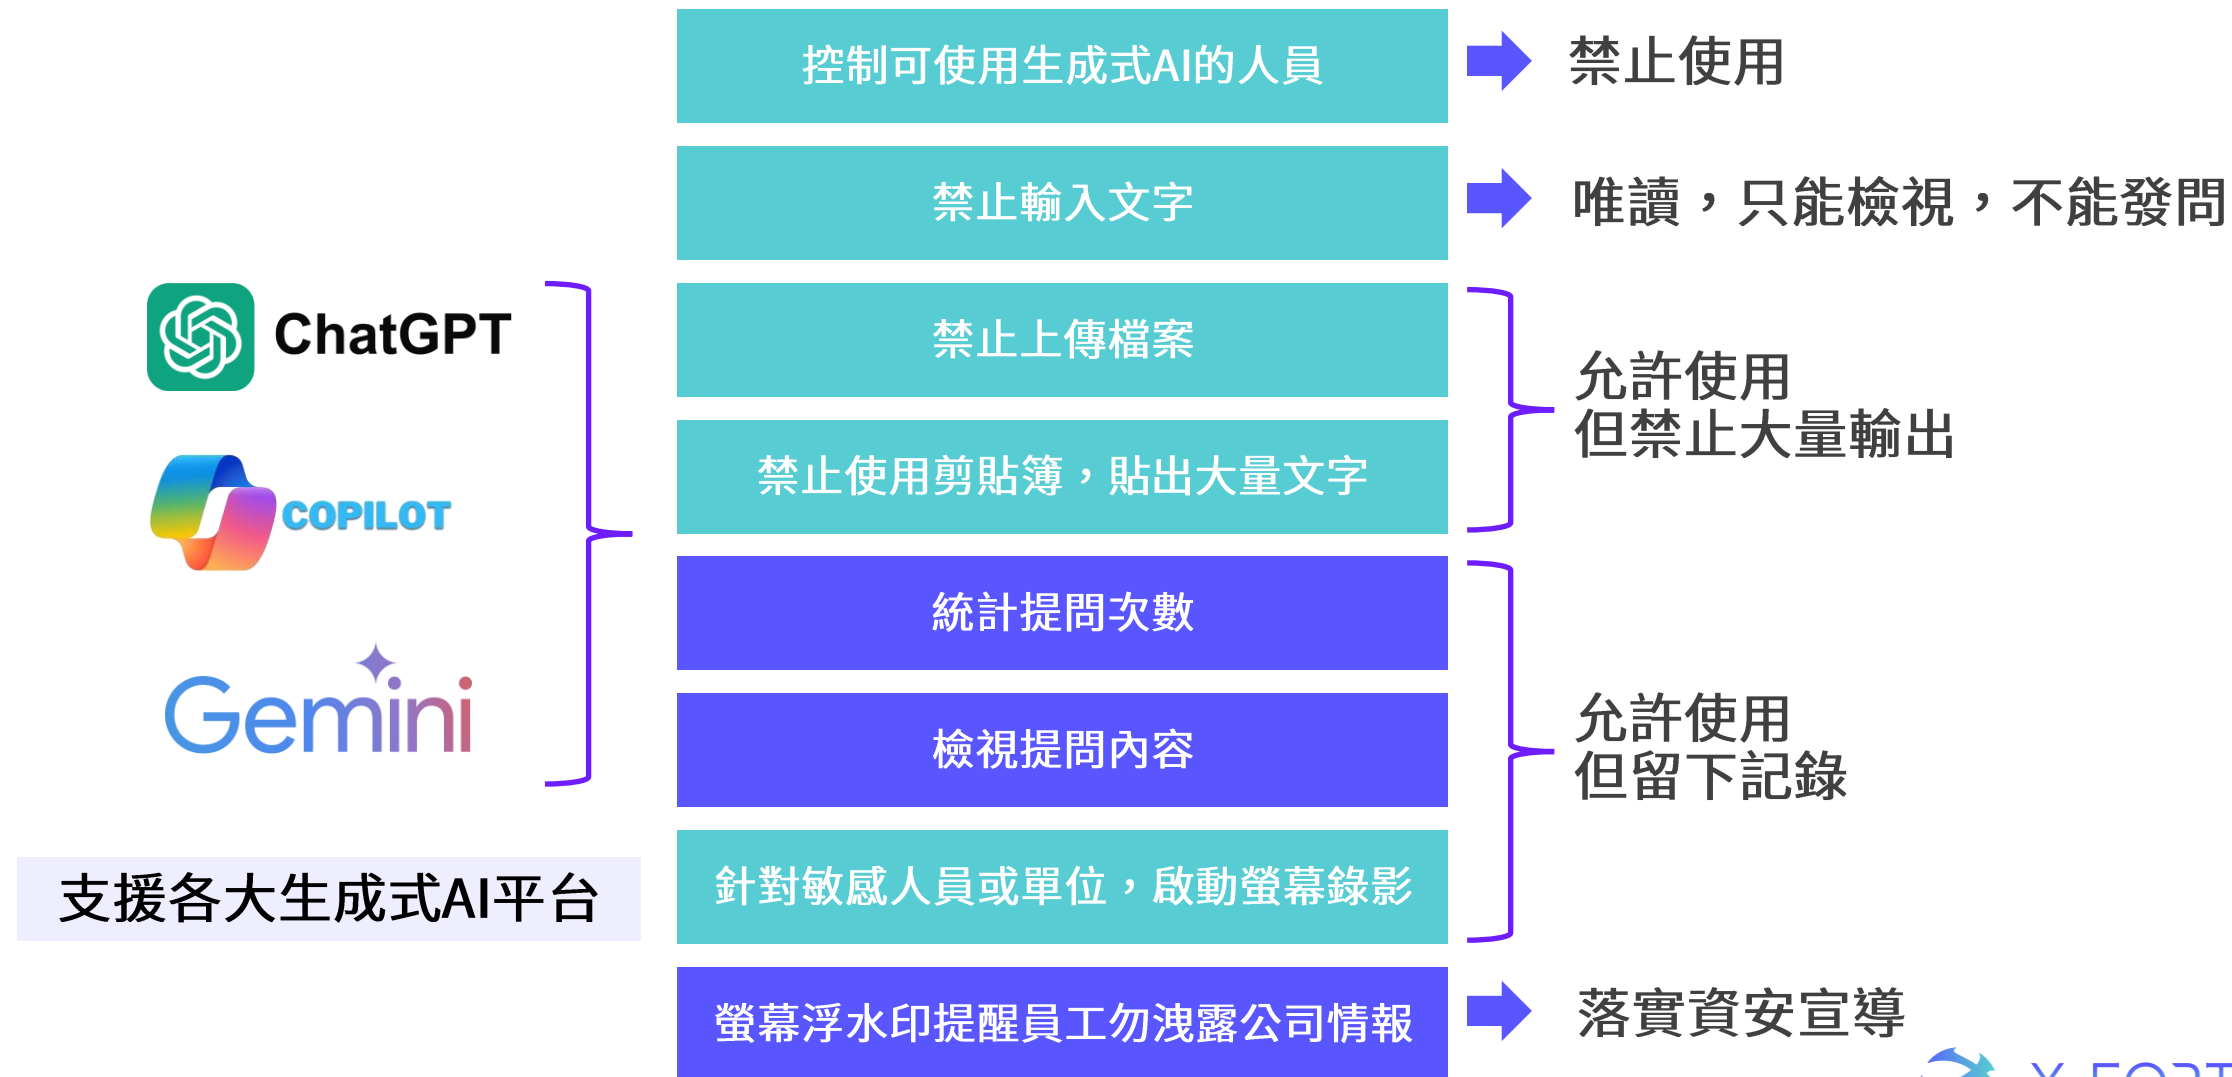 控制可使用生成式AI的人員
禁止使用
禁止輸入文字
唯讀，只能檢視，不能發問
ChatGPT
COPILOT
Gemini
支援各大生成式AI平台
禁止上傳檔案
禁止使用剪貼簿，貼出大量文字
允許使用
但禁止大量輸出
統計提問次數
檢視提問內容
針對敏感人員或單位，啟動螢幕錄影
允許使用
但留下記錄
螢幕浮水印提醒員工勿洩露公司情報
落實資安宣導
X-FORT